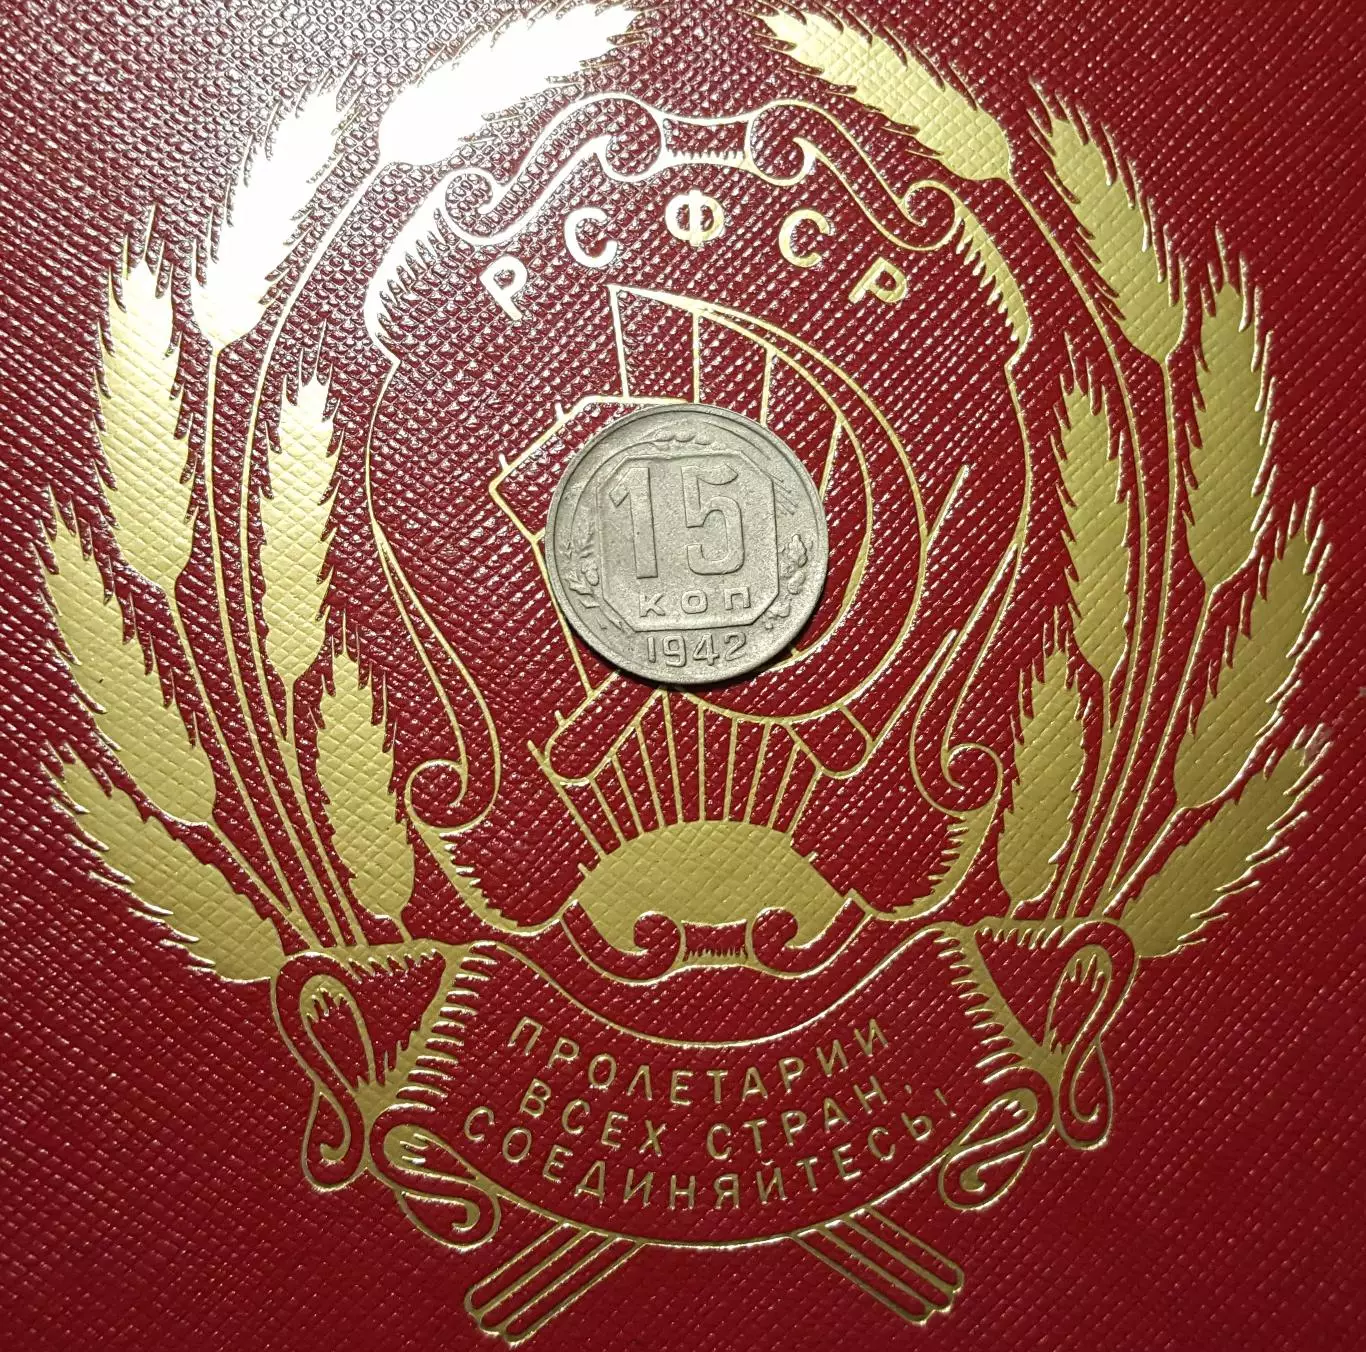 РСФСР
15
КОП
1942
ПРОЛЕТАРИИ
ВСЕХ СТРАН,
СОЕДИНЯЙТЕСЬ!